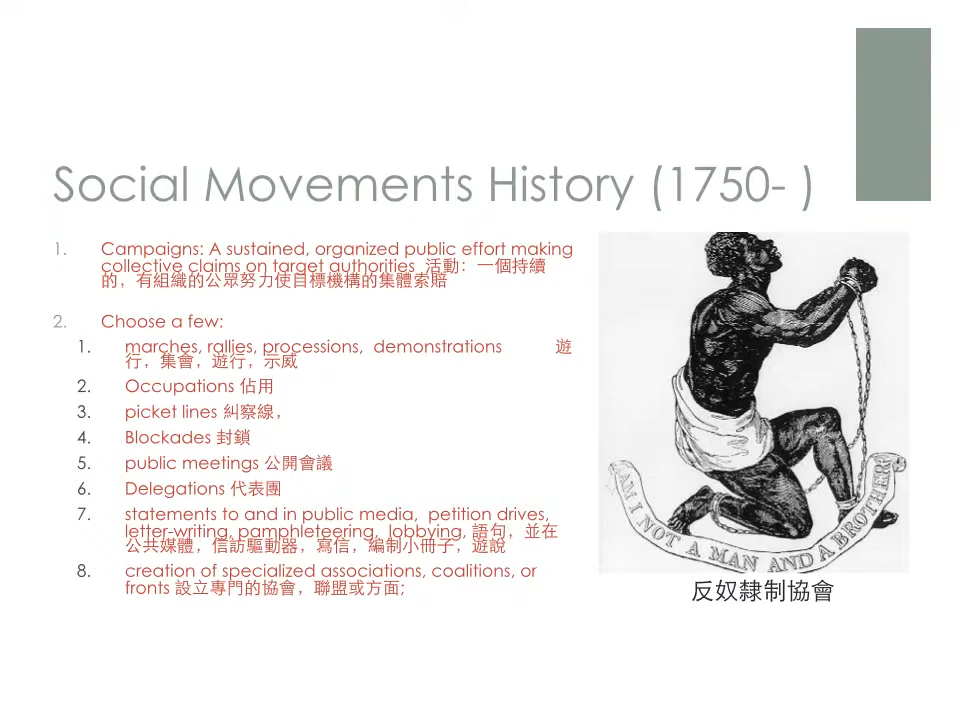 Social Movements History (1750- )
1. Campaigns: A sustained, organized public effort making
collective claims on target authorities 活動：一個持續
的，有組織的公眾努力使目標機構的集體索賠
2. Choose a few:
1. marches, rallies, processions, demonstrations 遊
行，集會，遊行，示威
2. Occupations 佔用
3. picket lines 糾察線，
4. Blockades 封鎖
5. public meetings 公開會議
6. Delegations 代表團
7. statements to and in public media, petition drives,
letter-writing, pamphleteering, lobbying, 語句，並在
公共媒體，信訪驅動器，寫信，編制小冊子，遊說
8. creation of specialized associations, coalitions, or
fronts 設立專門的協會，聯盟或方面;
AM I NOT A MAN AND A BROTHER
反奴隸制協會